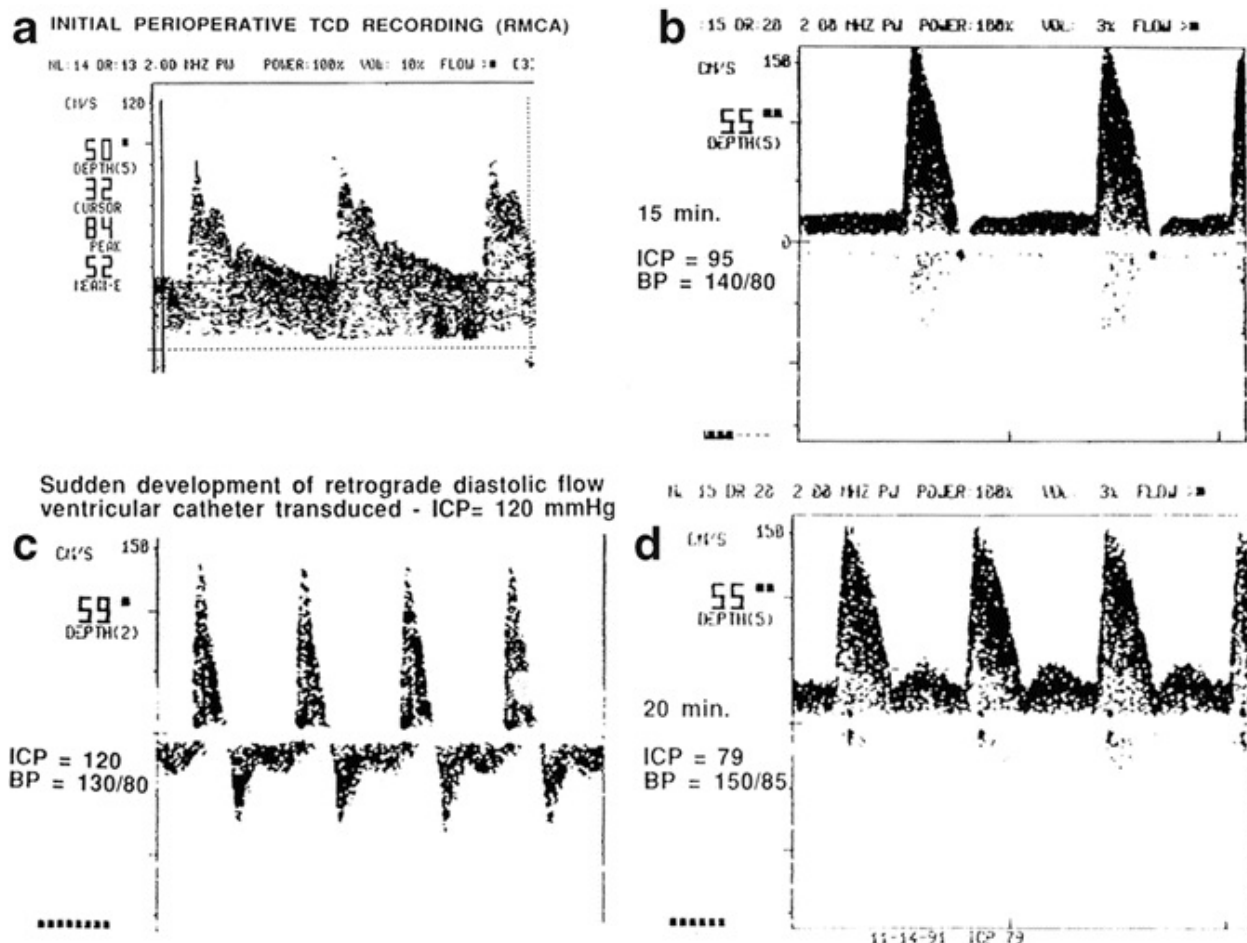 a INITIAL PERIOPERATIVE TCD RECORDING (RMCA)
NL:14 DR:13 2.00 MHZ PW POWER:100% VOL: 10% FLOW :■ [3]
CM/S 120
50
DEPTH(5)
32
CURSOR
84
PEAK
52
MEAN-E
b :15 DR:20 2 00 MHZ PW POWER:100% VOL: 3% FLOW >■
CM/S 150
55
DEPTH(5)
15 min.
0
ICP = 95
BP = 140/80
Sudden development of retrograde diastolic flow
ventricular catheter transduced - ICP= 120 mmHg
c CM/S 150
59
DEPTH(2)
ICP = 120
BP = 130/80
d NL 15 DR 20 2 00 MHZ PW POWER:100% VOL. 3% FLOW >■
CM/S 150
55
DEPTH(5)
20 min.
ICP = 79
BP = 150/85
11-14-91 ICP 79